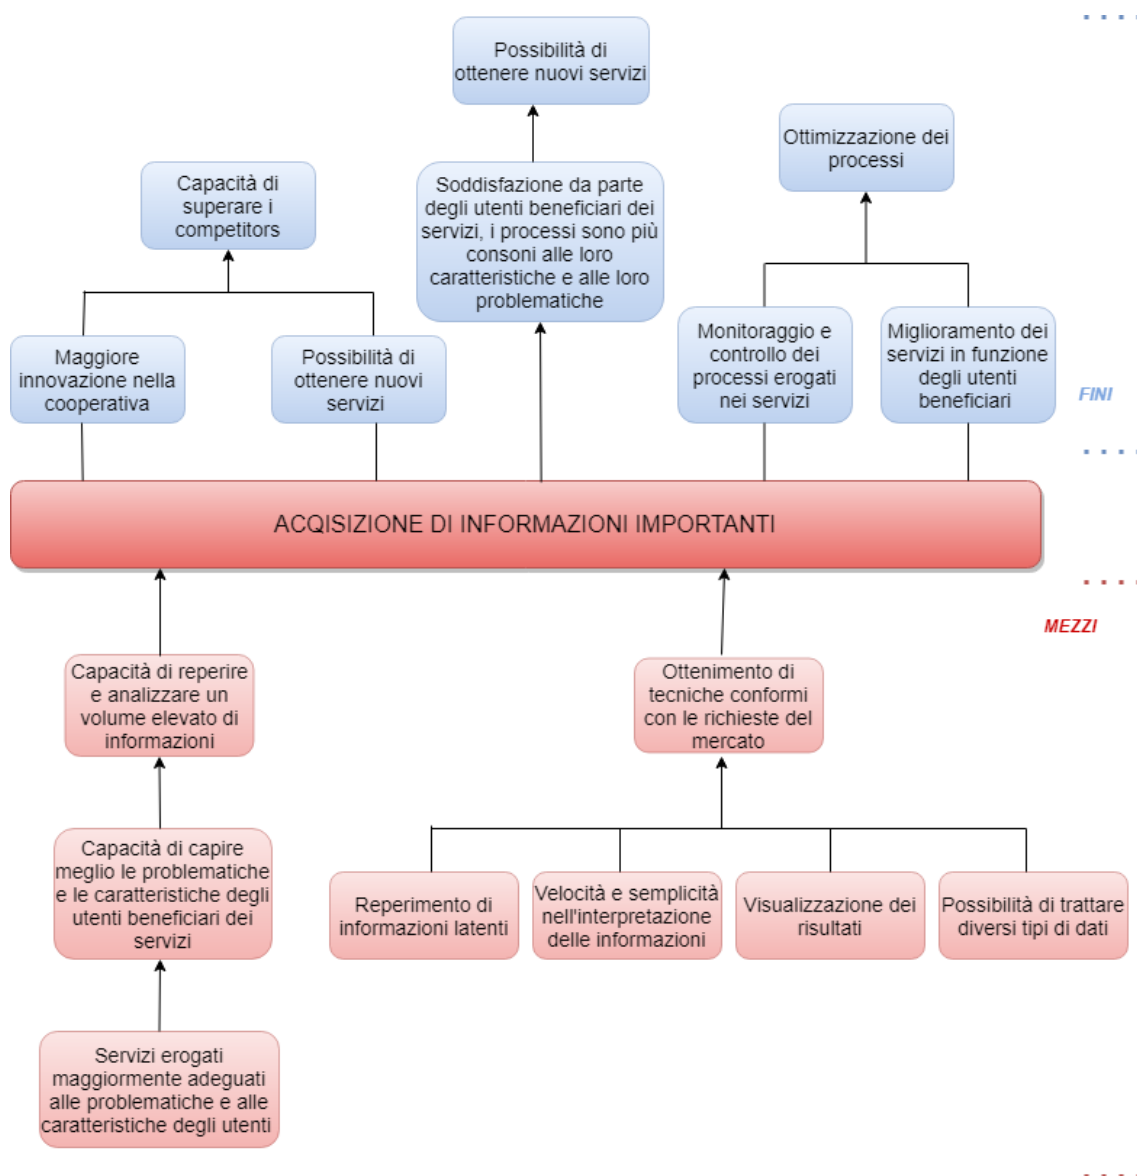 Possibilità di
ottenere nuovi servizi
Ottimizzazione dei
processi
Capacità di
superare i
competitors
Soddisfazione da parte
degli utenti beneficiari dei
servizi, i processi sono più
consoni alle loro
caratteristiche e alle loro
problematiche
Maggiore
innovazione nella
cooperativa
Possibilità di
ottenere nuovi
servizi
Monitoraggio e
controllo dei
processi erogati
nei servizi
Miglioramento dei
servizi in funzione
degli utenti
beneficiari
FINI
ACQISIZIONE DI INFORMAZIONI IMPORTANTI
MEZZI
Capacità di reperire
e analizzare un
volume elevato di
informazioni
Ottenimento di
tecniche conformi
con le richieste del
mercato
Capacità di capire
meglio le problematiche
e le caratteristiche degli
utenti beneficiari dei
servizi
Reperimento di
informazioni latenti
Velocità e semplicità
nell'interpretazione
delle informazioni
Visualizzazione dei
risultati
Possibilità di trattare
diversi tipi di dati
Servizi erogati
maggiormente adeguati
alle problematiche e alle
caratteristiche degli utenti